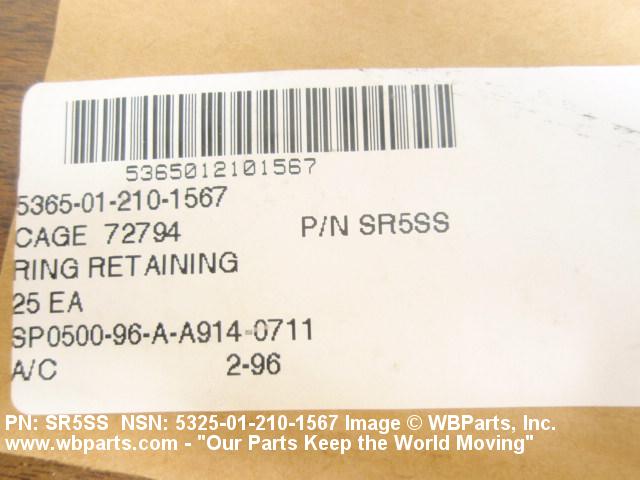 5365012101567
5365-01-210-1567
CAGE 72794 P/N SR5SS
RING RETAINING
25 EA
SP0500-96-A-A914-0711
A/C 2-96
PN: SR5SS NSN: 5325-01-210-1567 Image © WBParts, Inc.
www.wbparts.com - "Our Parts Keep the World Moving"